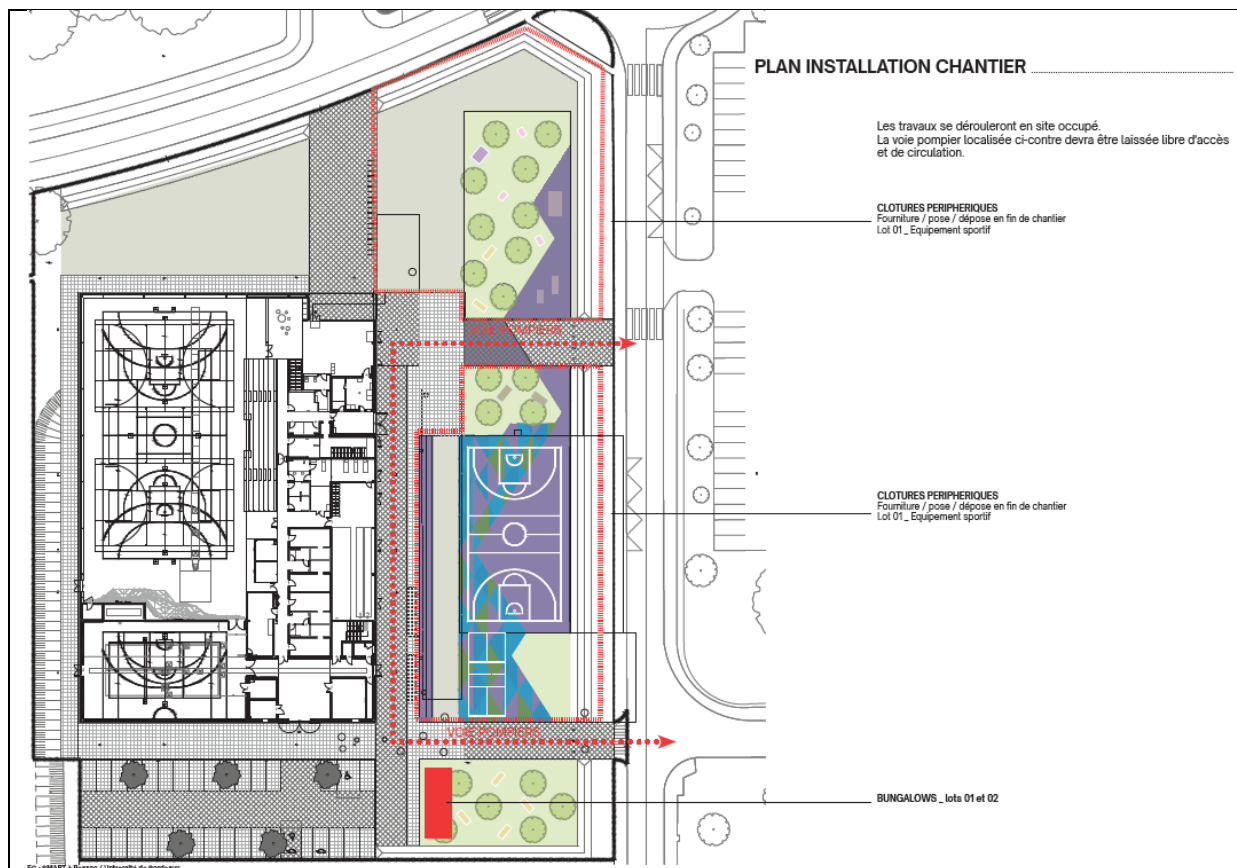 PLAN INSTALLATION CHANTIER
Les travaux se dérouleront en site occupé.
La voie pompier localisée ci-contre devra être laissée libre d'accès
et de circulation.
CLOTURES PERIPHERIQUES
Fourniture / pose / dépose en fin de chantier
Lot 01_ Equipement sportif
VOIE POMPIERS
CLOTURES PERIPHERIQUES
Fourniture / pose / dépose en fin de chantier
Lot 01_ Equipement sportif
VOIE POMPIERS
BUNGALOWS _ lots 01 et 02